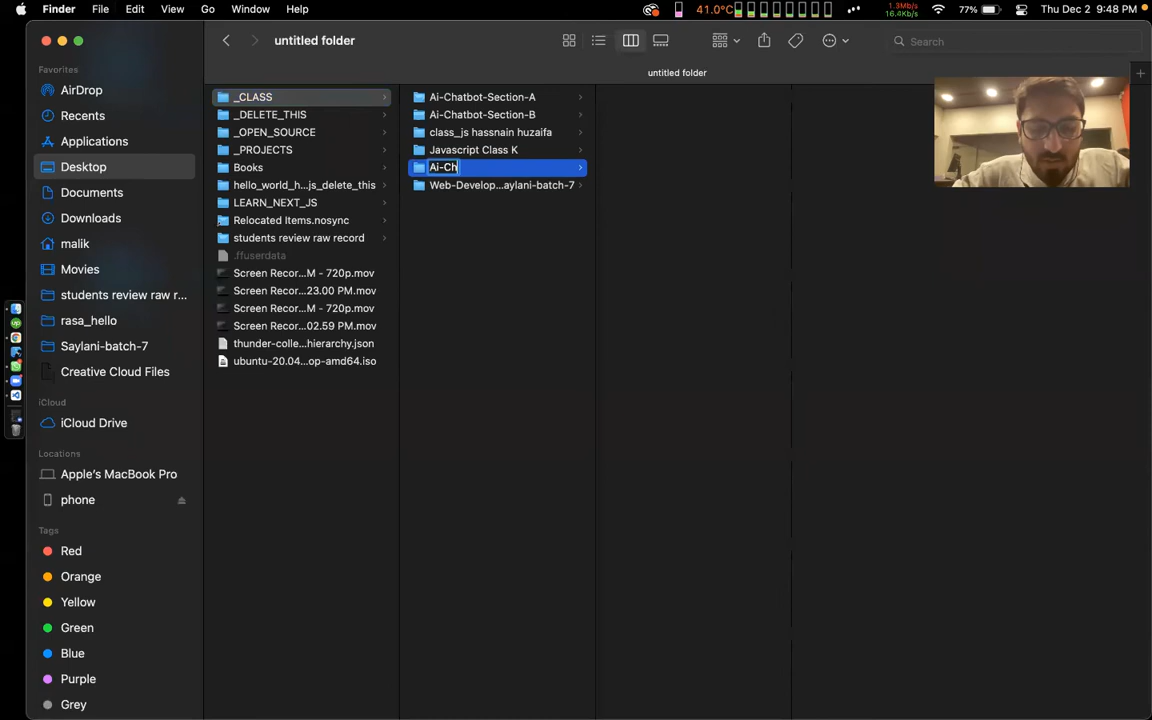 Finder File Edit View Go Window Help 41.0°C 1.3Mb/s 16.4Kb/s 77% Thu Dec 2 9:48 PM
untitled folder Search
untitled folder
Favorites
AirDrop
Recents
Applications
Desktop
Documents
Downloads
malik
Movies
students review raw r...
rasa_hello
Saylani-batch-7
Creative Cloud Files
iCloud
iCloud Drive
Locations
Apple's MacBook Pro
phone
Tags
Red
Orange
Yellow
Green
Blue
Purple
Grey
_CLASS
_DELETE_THIS
_OPEN_SOURCE
_PROJECTS
Books
hello_world_h...js_delete_this
LEARN_NEXT_JS
Relocated Items.nosync
students review raw record
.ffuserdata
Screen Recor...M - 720p.mov
Screen Recor...23.00 PM.mov
Screen Recor...M - 720p.mov
Screen Recor...02.59 PM.mov
thunder-colle...hierarchy.json
ubuntu-20.04...op-amd64.iso
Ai-Chatbot-Section-A
Ai-Chatbot-Section-B
class_js hassnain huzaifa
Javascript Class K
Ai-Ch
Web-Develop...aylani-batch-7